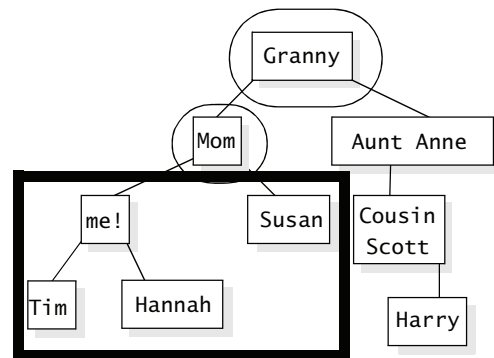 Granny
Mom
Aunt Anne
me!
Susan
Cousin
Scott
Tim
Hannah
Harry